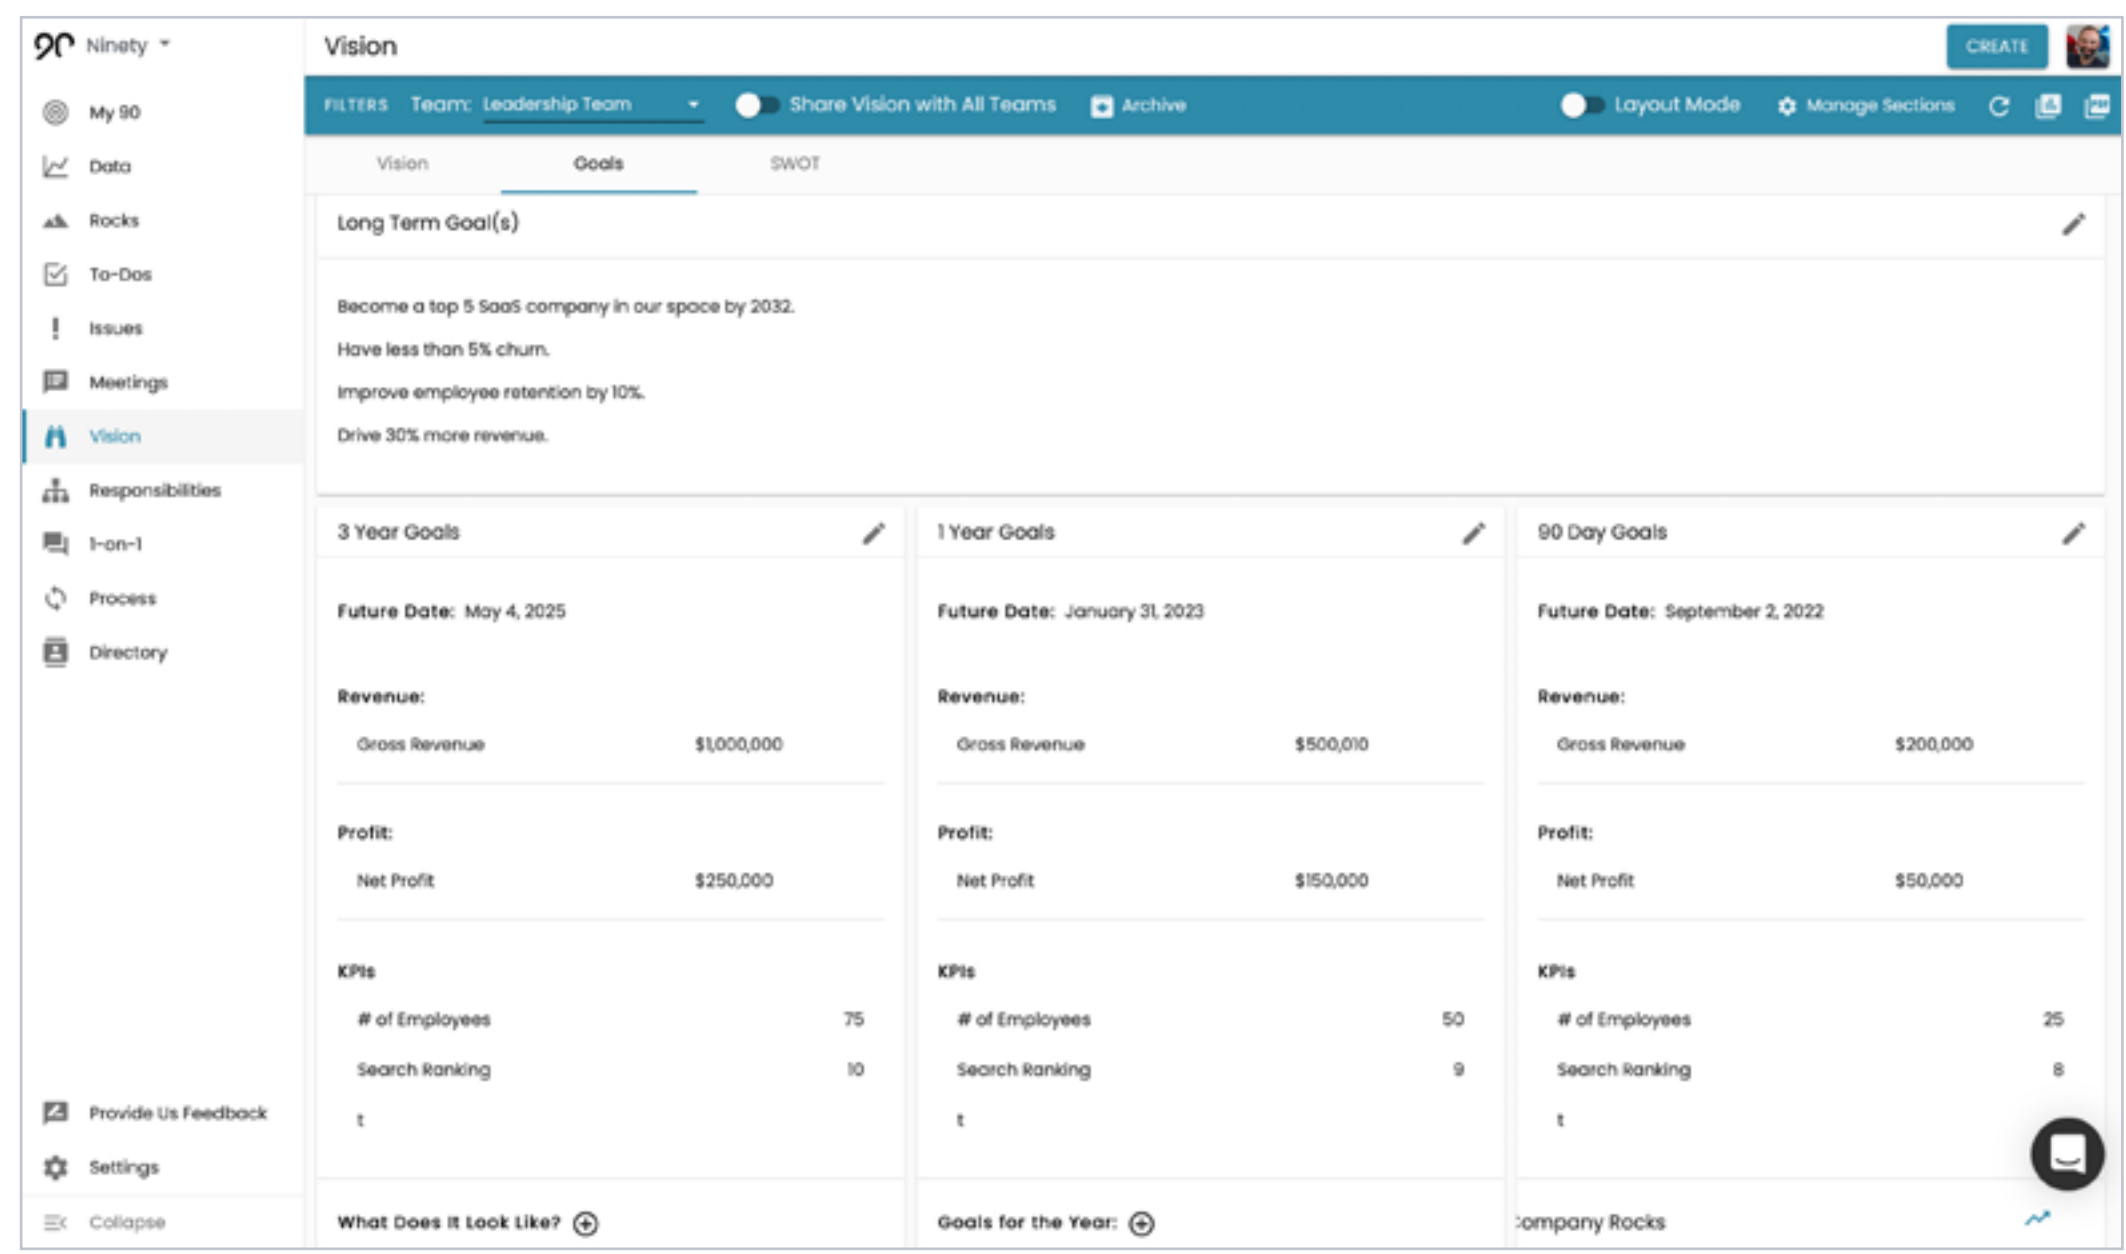 90 Ninety
Vision
CREATE
FILTERS Team: Leadership Team Share Vision with All Teams Archive Layout Mode Manage Sections
My 90
Data
Rocks
To-Dos
Issues
Meetings
Vision
Responsibilities
1-on-1
Process
Directory
Provide Us Feedback
Settings
Collapse
Vision Goals SWOT
Long Term Goal(s)
Become a top 5 SaaS company in our space by 2032.
Have less than 5% churn.
Improve employee retention by 10%.
Drive 30% more revenue.
3 Year Goals
Future Date: May 4, 2025
Revenue:
Gross Revenue $1,000,000
Profit:
Net Profit $250,000
KPIs
# of Employees 75
Search Ranking 10
t
What Does It Look Like?
1 Year Goals
Future Date: January 31, 2023
Revenue:
Gross Revenue $500,010
Profit:
Net Profit $150,000
KPIs
# of Employees 50
Search Ranking 9
t
Goals for the Year:
90 Day Goals
Future Date: September 2, 2022
Revenue:
Gross Revenue $200,000
Profit:
Net Profit $50,000
KPIs
# of Employees 25
Search Ranking 8
t
Company Rocks